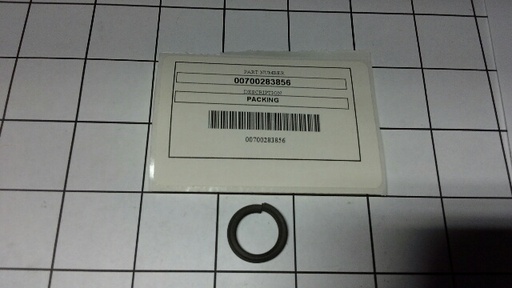 PART NUMBER
00700283856
DESCRIPTION
PACKING
00700283856